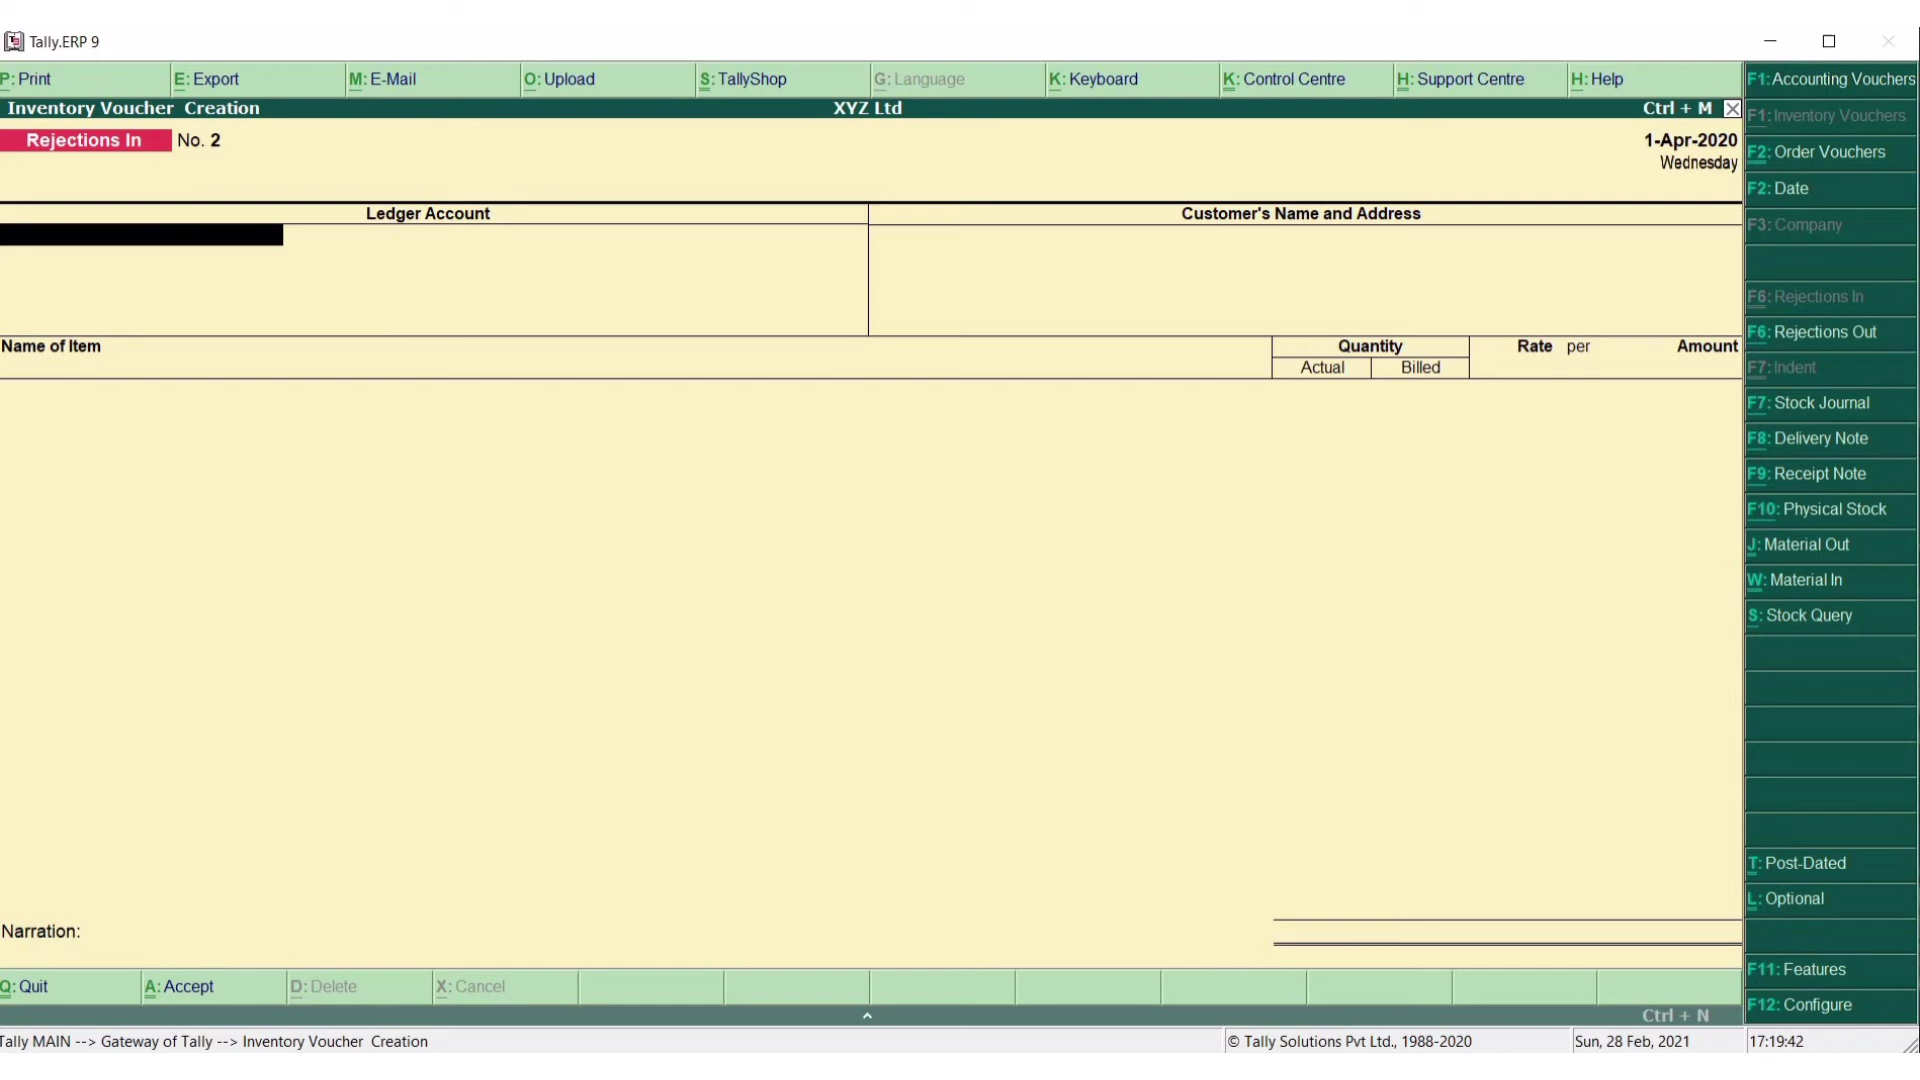 Tally.ERP 9
P: Print E: Export M: E-Mail O: Upload S: TallyShop G: Language K: Keyboard K: Control Centre H: Support Centre H: Help
Inventory Voucher Creation XYZ Ltd Ctrl + M
Rejections In No. 2 1-Apr-2020
Wednesday
Ledger Account Customer's Name and Address
Name of Item Quantity Rate per Amount
Actual Billed
Narration:
Q: Quit A: Accept D: Delete X: Cancel
Ctrl + N
F1: Accounting Vouchers
F1: Inventory Vouchers
F2: Order Vouchers
F2: Date
F3: Company
F6: Rejections In
F6: Rejections Out
F7: Indent
F7: Stock Journal
F8: Delivery Note
F9: Receipt Note
F10: Physical Stock
J: Material Out
W: Material In
S: Stock Query
T: Post-Dated
L: Optional
F11: Features
F12: Configure
Tally MAIN --> Gateway of Tally --> Inventory Voucher Creation © Tally Solutions Pvt Ltd., 1988-2020 Sun, 28 Feb, 2021 17:19:42